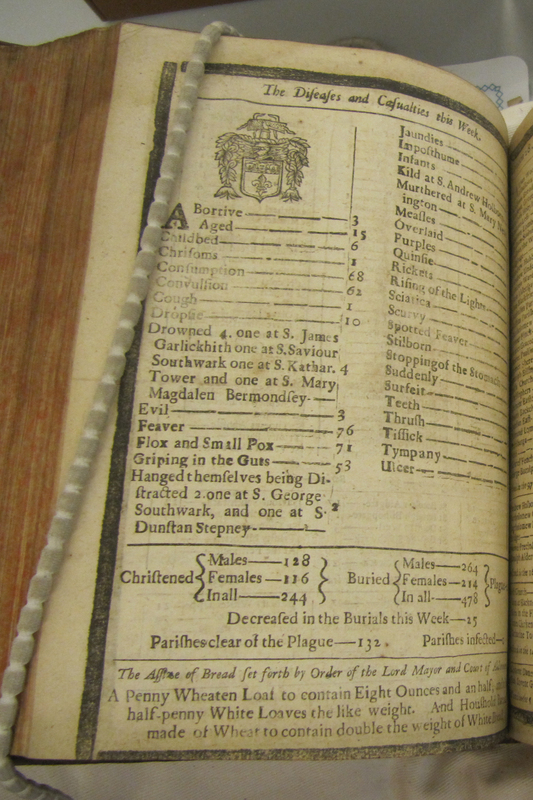 The Diseaſes and Caſualties this Week.
ABortive 3
Aged 15
Childbed 6
Chriſoms 1
Conſumption 68
Convulſion 62
Cough 1
Dropſie 10
Drowned 4. one at S. James
Garlickhith one at S. Saviour
Southwark one at S. Kathar. 4
Tower and one at S. Mary
Magdalen Bermondſey
Evil 3
Feaver 76
Flox and Small Pox 71
Griping in the Guts 53
Hanged themſelves being Di-
ſtracted 2. one at S. George
Southwark, and one at S. 2
Dunſtan Stepney
Jaundies
Impoſthume
Infants
Kild at S. Andrew
Murthered at S. Mary
ington
Meaſles
Overlaid
Purples
Quinſie
Rickets
Riſing of the Lights
Sciatica
Scurvy
Spotted Feaver
Stilborn
Stopping of the Stomach
Suddenly
Surfeit
Teeth
Thruſh
Tiſſick
Tympany
Ulcer
Chriſtened
Males—128
Females—116
In all—244
Buried
Males—264
Females—214
In all—478
Decreaſed in the Burials this Week—25
Pariſhes clear of the Plague—132. Pariſhes infected—
The Aſſize of Bread ſet forth by Order of the Lord Mayor and Court of
A Penny Wheaten Loaf to contain Eight Ounces and an half,
half-penny White Loaves the like weight. And Houſhold
made of Wheat to contain double the weight of White